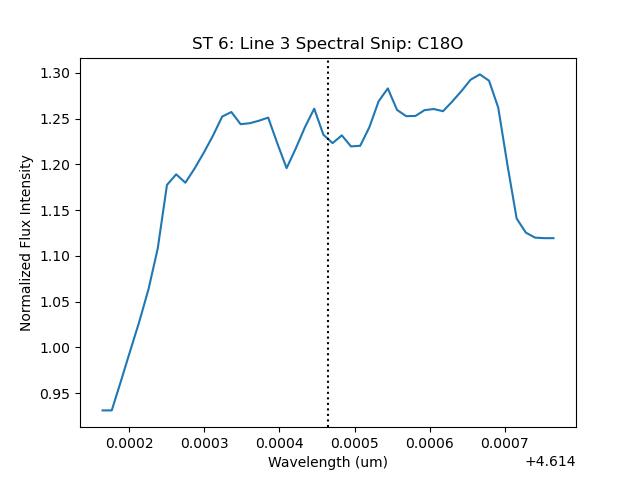 ST 6: Line 3 Spectral Snip: C18O
Normalized Flux Intensity
1.30
1.25
1.20
1.15
1.10
1.05
1.00
0.95
0.0002 0.0003 0.0004 0.0005 0.0006 0.0007
+4.614
Wavelength (um)